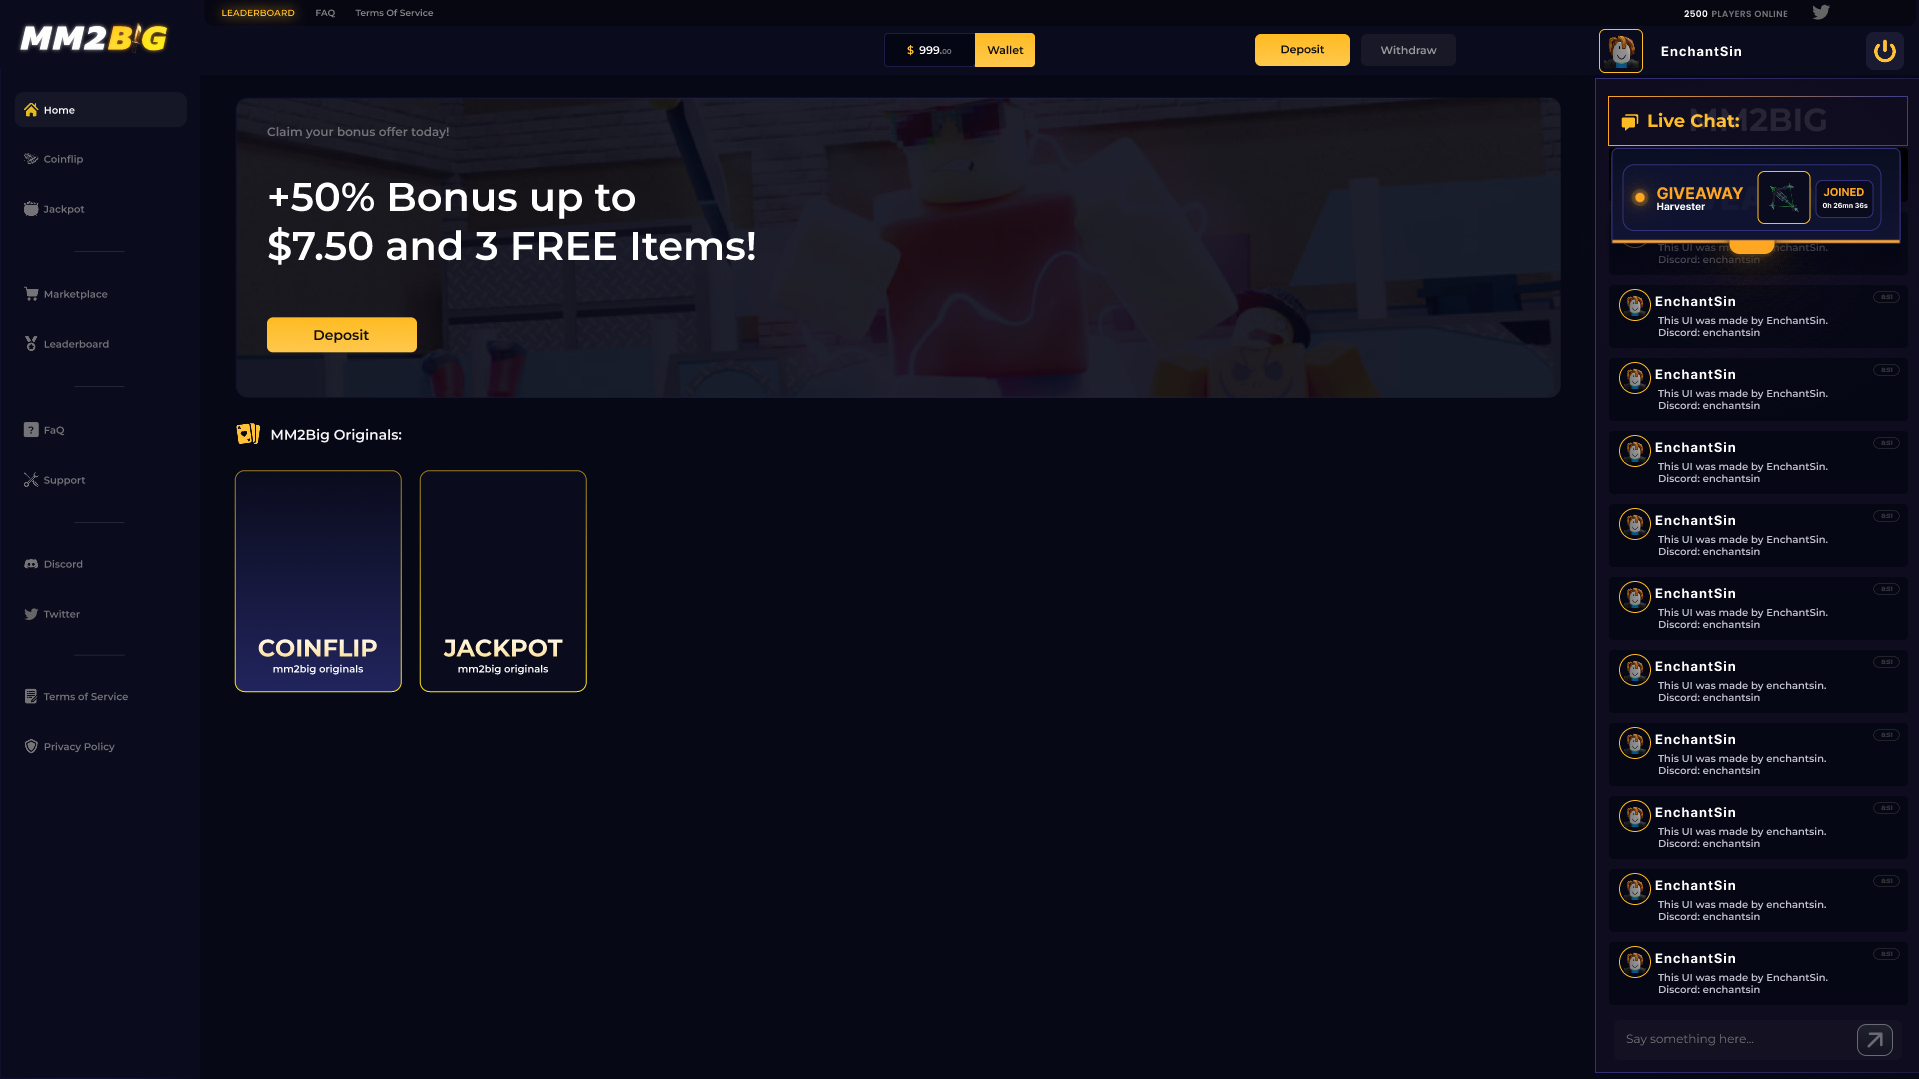 LEADERBOARD FAQ Terms Of Service
2500 PLAYERS ONLINE
MM2BIG
$ 999.00 Wallet
Deposit
Withdraw
EnchantSin
Home
Coinflip
Jackpot
Marketplace
Leaderboard
FaQ
Support
Discord
Twitter
Terms of Service
Privacy Policy
Claim your bonus offer today!
+50% Bonus up to
$7.50 and 3 FREE Items!
Deposit
MM2Big Originals:
COINFLIP
mm2big originals
JACKPOT
mm2big originals
MM2BIG
Live Chat:
GIVEAWAY
Harvester
JOINED
0h 26mn 36s
This UI was made by EnchantSin.
Discord: enchantsin
EnchantSin
This UI was made by EnchantSin.
Discord: enchantsin
EnchantSin
This UI was made by EnchantSin.
Discord: enchantsin
EnchantSin
This UI was made by EnchantSin.
Discord: enchantsin
EnchantSin
This UI was made by EnchantSin.
Discord: enchantsin
EnchantSin
This UI was made by EnchantSin.
Discord: enchantsin
EnchantSin
This UI was made by enchantsin.
Discord: enchantsin
EnchantSin
This UI was made by enchantsin.
Discord: enchantsin
EnchantSin
This UI was made by enchantsin.
Discord: enchantsin
EnchantSin
This UI was made by enchantsin.
Discord: enchantsin
EnchantSin
This UI was made by EnchantSin.
Discord: enchantsin
Say something here...